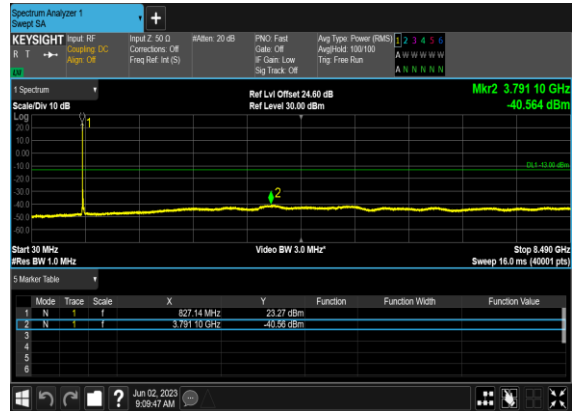 Spectrum Analyzer 1
Swept SA
+
KEYSIGHT Input: RF
R T Coupling: DC
Align: Off
Input Z: 50 Ω
Corrections: Off
Freq Ref: Int (S)
#Atten: 20 dB
PNO: Fast
Gate: Off
IF Gain: Low
Sig Track: Off
Avg Type: Power (RMS)
Avg|Hold: 100/100
Trig: Free Run
1 2 3 4 5 6
A W W W W W
A N N N N N
1 Spectrum
Scale/Div 10 dB
Ref Lvl Offset 24.60 dB
Ref Level 30.00 dBm
Mkr2 3.791 10 GHz
-40.564 dBm
Log
20.0
10.0
0.00
-10.0
-20.0
-30.0
-40.0
-50.0
-60.0
1
2
DL1 -13.00 dBm
Start 30 MHz
#Res BW 1.0 MHz
Video BW 3.0 MHz*
Stop 8.490 GHz
Sweep 16.0 ms (40001 pts)
5 Marker Table
Mode Trace Scale X Y Function Function Width Function Value
1 N 1 f 827.14 MHz 23.27 dBm
2 N 1 f 3.791 10 GHz -40.56 dBm
3
4
5
6
?
Jun 02, 2023
9:09:47 AM